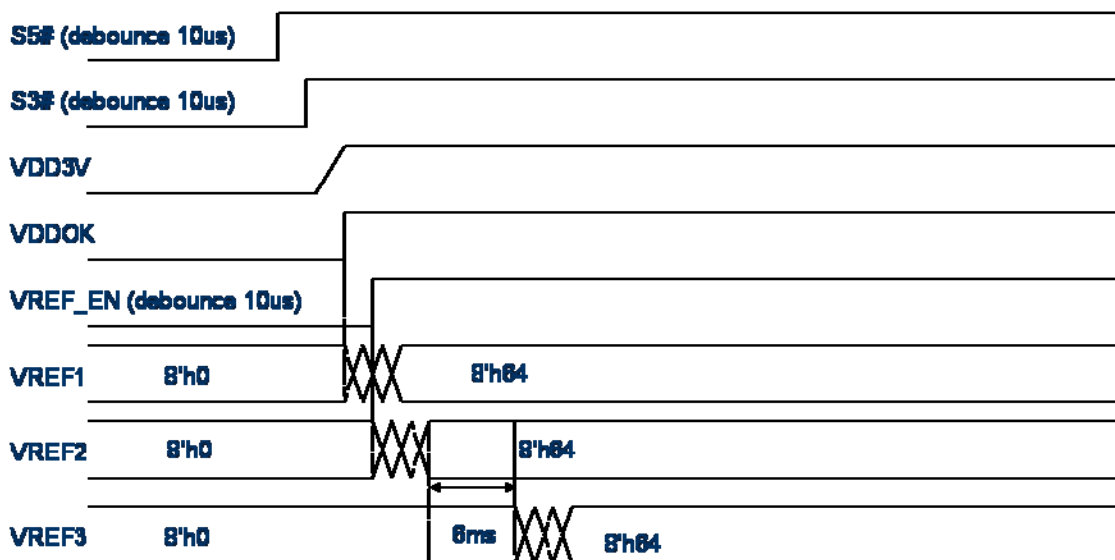 S5# (debounce 10us)
S3# (debounce 10us)
VDD3V
VDDOK
VREF_EN (debounce 10us)
VREF1 8'h0 8'h64
VREF2 8'h0 8'h64
VREF3 8'h0 6ms 8'h64